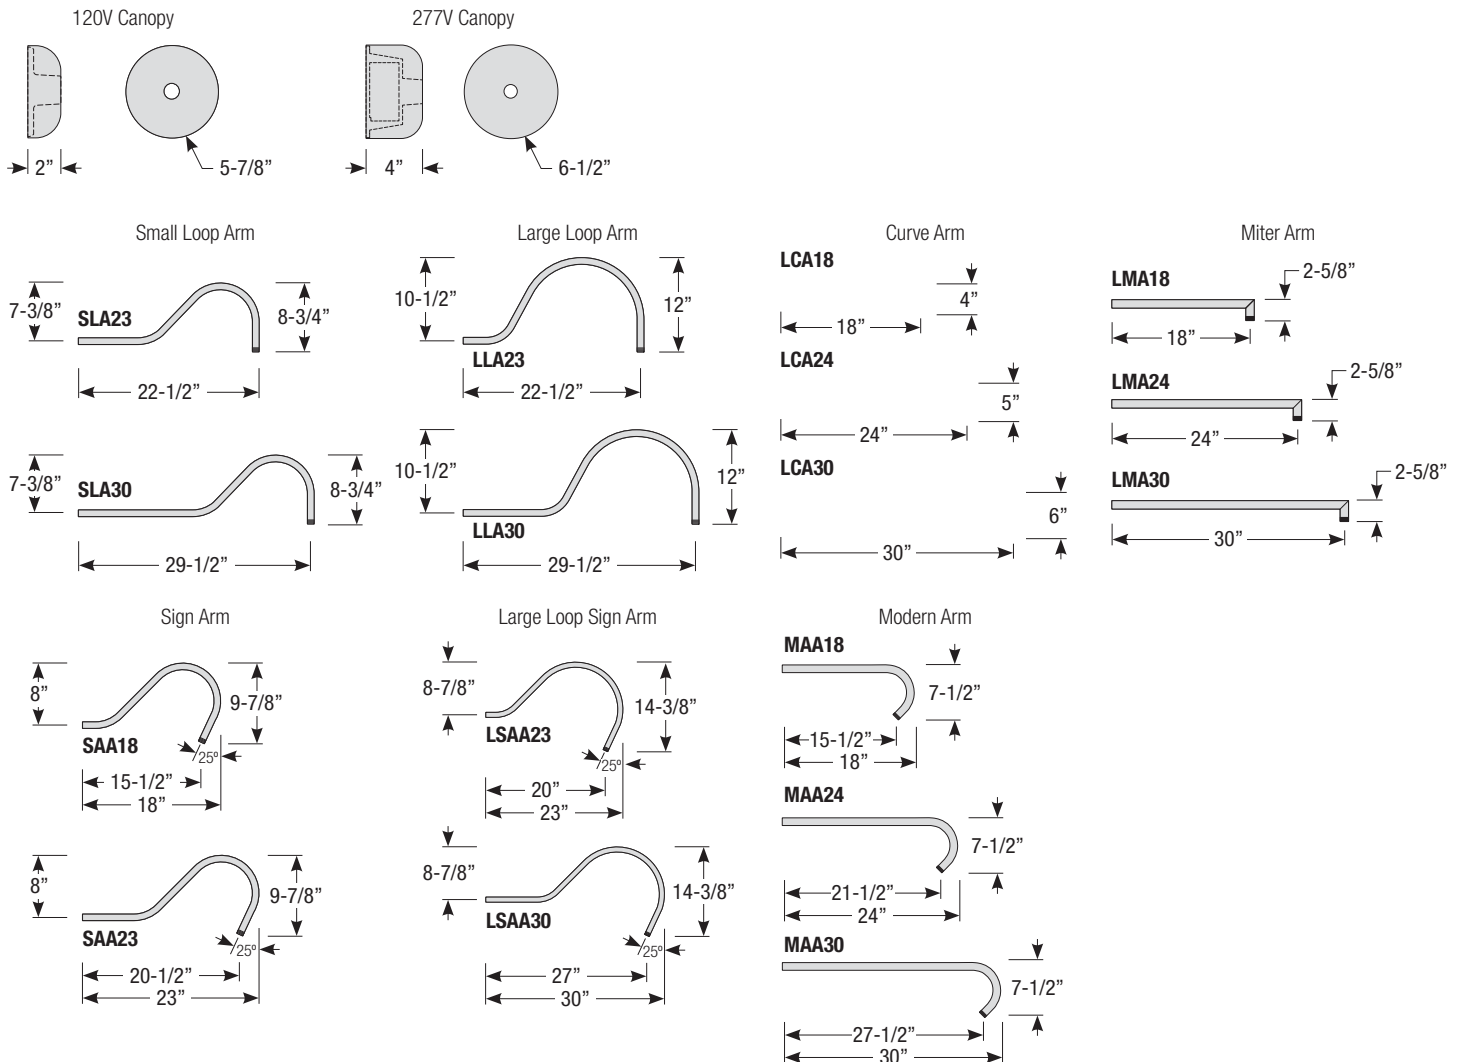 120V Canopy
277V Canopy
2”
5-7/8”
4”
6-1/2”
Small Loop Arm
7-3/8”
SLA23
8-3/4”
22-1/2”
7-3/8”
SLA30
8-3/4”
29-1/2”
Large Loop Arm
10-1/2”
12”
LLA23
22-1/2”
10-1/2”
12”
LLA30
29-1/2”
Curve Arm
LCA18
4”
18”
LCA24
5”
24”
LCA30
6”
30”
Miter Arm
LMA18
2-5/8”
18”
LMA24
2-5/8”
24”
LMA30
2-5/8”
30”
Sign Arm
8”
9-7/8”
SAA18
25º
15-1/2”
18”
8”
9-7/8”
SAA23
25º
20-1/2”
23”
Large Loop Sign Arm
8-7/8”
14-3/8”
LSAA23
25º
20”
23”
8-7/8”
14-3/8”
LSAA30
25º
27”
30”
Modern Arm
MAA18
7-1/2”
15-1/2”
18”
MAA24
7-1/2”
21-1/2”
24”
MAA30
7-1/2”
27-1/2”
30”